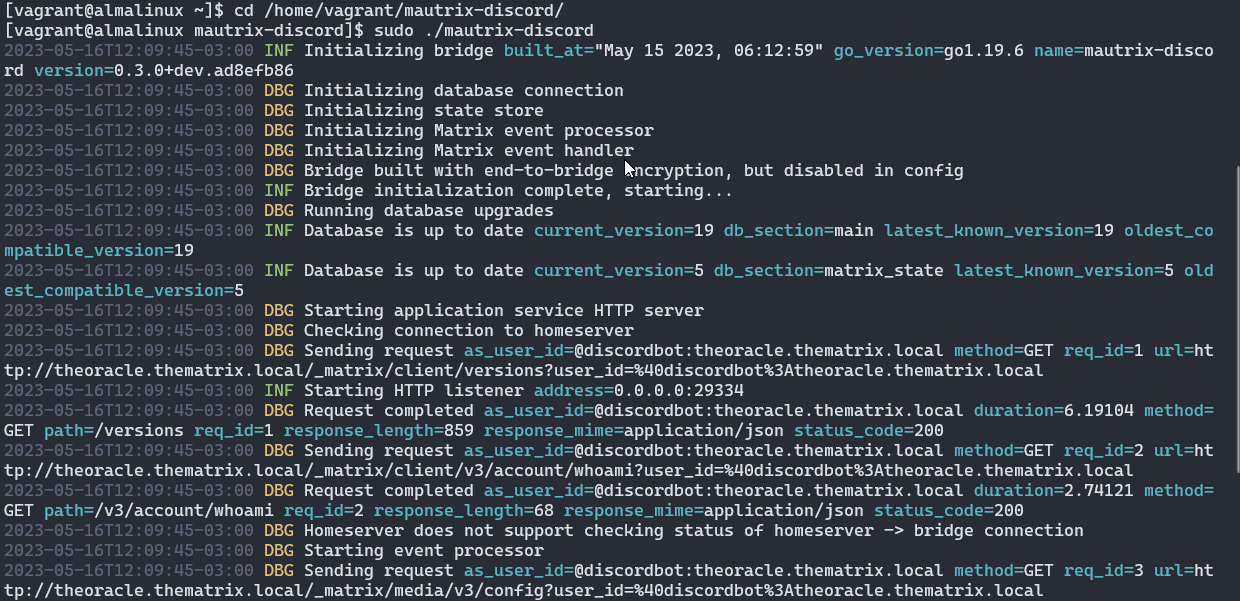 [vagrant@almalinux ~]$ cd /home/vagrant/mautrix-discord/
[vagrant@almalinux mautrix-discord]$ sudo ./mautrix-discord
2023-05-16T12:09:45-03:00 INF Initializing bridge built_at="May 15 2023, 06:12:59" go_version=go1.19.6 name=mautrix-disco
rd version=0.3.0+dev.ad8efb86
2023-05-16T12:09:45-03:00 DBG Initializing database connection
2023-05-16T12:09:45-03:00 DBG Initializing state store
2023-05-16T12:09:45-03:00 DBG Initializing Matrix event processor
2023-05-16T12:09:45-03:00 DBG Initializing Matrix event handler
2023-05-16T12:09:45-03:00 DBG Bridge built with end-to-bridge encryption, but disabled in config
2023-05-16T12:09:45-03:00 INF Bridge initialization complete, starting...
2023-05-16T12:09:45-03:00 DBG Running database upgrades
2023-05-16T12:09:45-03:00 INF Database is up to date current_version=19 db_section=main latest_known_version=19 oldest_co
mpatible_version=19
2023-05-16T12:09:45-03:00 INF Database is up to date current_version=5 db_section=matrix_state latest_known_version=5 old
est_compatible_version=5
2023-05-16T12:09:45-03:00 DBG Starting application service HTTP server
2023-05-16T12:09:45-03:00 DBG Checking connection to homeserver
2023-05-16T12:09:45-03:00 DBG Sending request as_user_id=@discordbot:theoracle.thematrix.local method=GET req_id=1 url=ht
tp://theoracle.thematrix.local/_matrix/client/versions?user_id=%40discordbot%3Atheoracle.thematrix.local
2023-05-16T12:09:45-03:00 INF Starting HTTP listener address=0.0.0.0:29334
2023-05-16T12:09:45-03:00 DBG Request completed as_user_id=@discordbot:theoracle.thematrix.local duration=6.19104 method=
GET path=/versions req_id=1 response_length=859 response_mime=application/json status_code=200
2023-05-16T12:09:45-03:00 DBG Sending request as_user_id=@discordbot:theoracle.thematrix.local method=GET req_id=2 url=ht
tp://theoracle.thematrix.local/_matrix/client/v3/account/whoami?user_id=%40discordbot%3Atheoracle.thematrix.local
2023-05-16T12:09:45-03:00 DBG Request completed as_user_id=@discordbot:theoracle.thematrix.local duration=2.74121 method=
GET path=/v3/account/whoami req_id=2 response_length=68 response_mime=application/json status_code=200
2023-05-16T12:09:45-03:00 DBG Homeserver does not support checking status of homeserver -> bridge connection
2023-05-16T12:09:45-03:00 DBG Starting event processor
2023-05-16T12:09:45-03:00 DBG Sending request as_user_id=@discordbot:theoracle.thematrix.local method=GET req_id=3 url=ht
tp://theoracle.thematrix.local/_matrix/media/v3/config?user_id=%40discordbot%3Atheoracle.thematrix.local